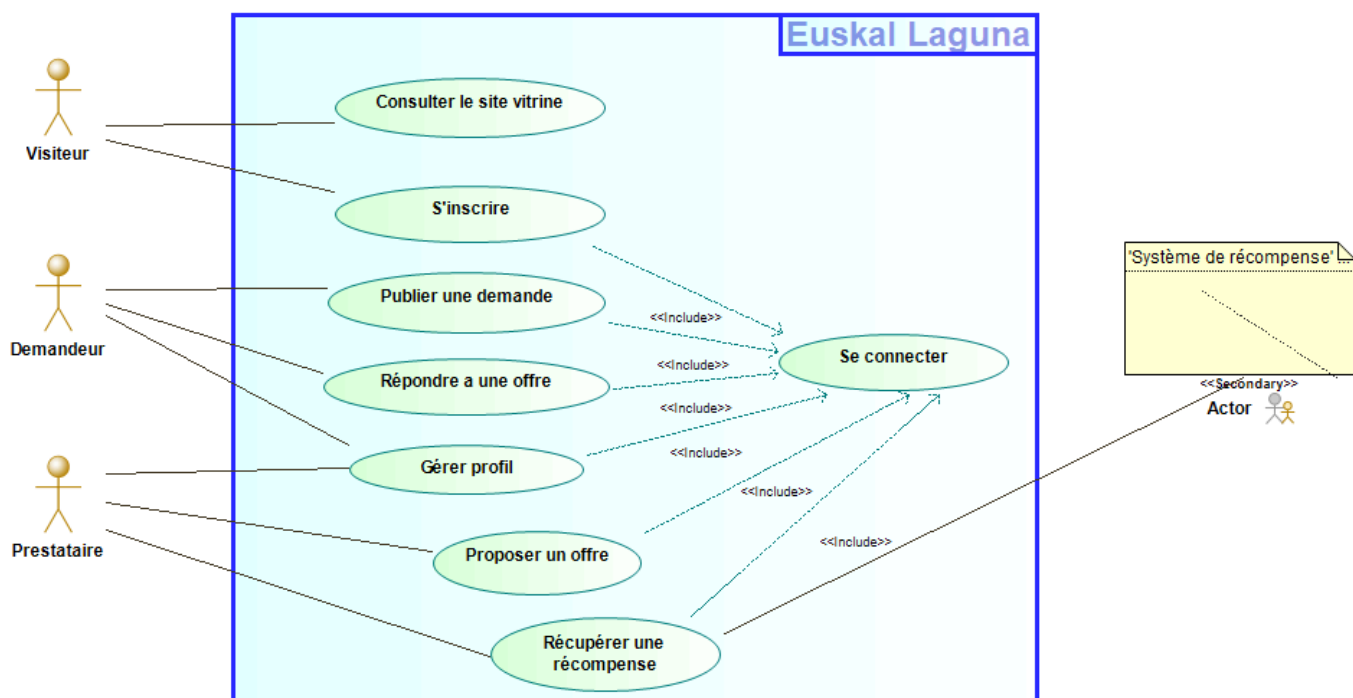 Euskal Laguna
Consulter le site vitrine
Visiteur
S'inscrire
"Système de récompense"...
Publier une demande
<<Include>>
Demandeur
Se connecter
Répondre a une offre
<<Include>>
<<Secondary>>
Actor
<<Include>>
Gérer profil
<<Include>>
<<Include>>
Prestataire
Proposer un offre
<<Include>>
Récupérer une
récompense